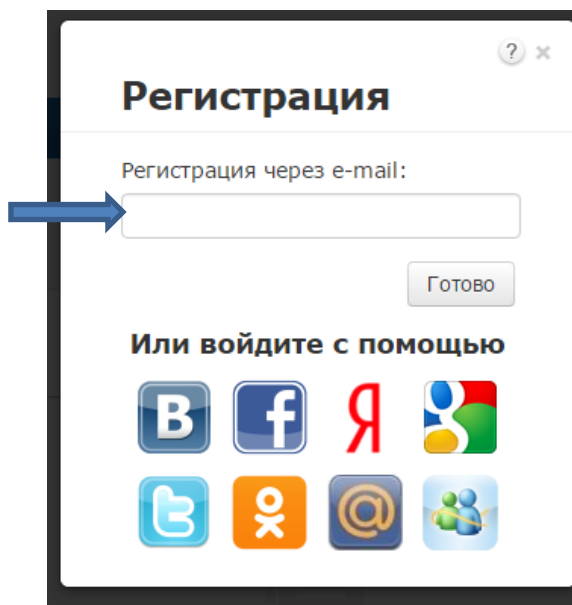 ?
×
Регистрация
Регистрация через e-mail:
Готово
Или войдите с помощью
В f Я g
t @